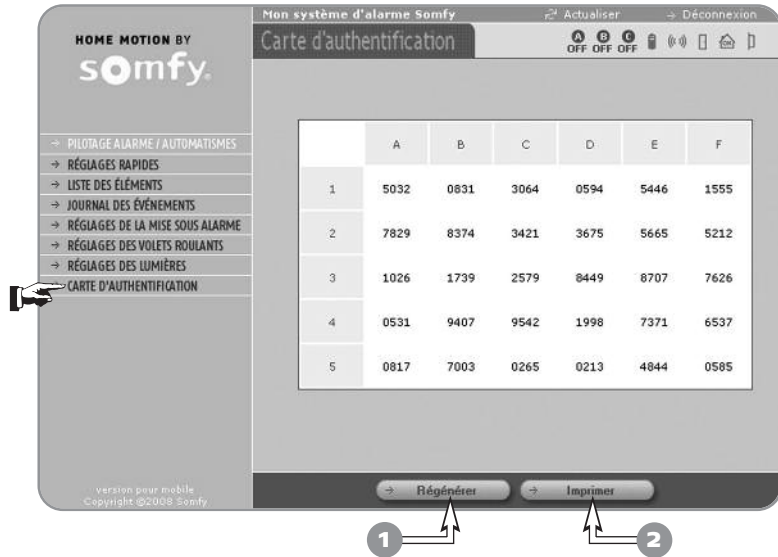 Mon système d'alarme Somfy Actualiser Déconnexion
HOME MOTION BY
somfy.
Carte d'authentification
A B C
OFF OFF OFF
PILOTAGE ALARME / AUTOMATISMES
RÉGLAGES RAPIDES
LISTE DES ÉLÉMENTS
JOURNAL DES ÉVÉNEMENTS
RÉGLAGES DE LA MISE SOUS ALARME
RÉGLAGES DES VOLETS ROULANTS
RÉGLAGES DES LUMIÈRES
CARTE D'AUTHENTIFICATION
A B C D E F
1 5032 0831 3064 0594 5446 1555
2 7829 8374 3421 3675 5665 5212
3 1026 1739 2579 8449 8707 7626
4 0531 9407 9542 1998 7371 6537
5 0817 7003 0265 0213 4844 0585
version pour mobile
Copyright ©2008 Somfy
Régénérer Imprimer
1 2